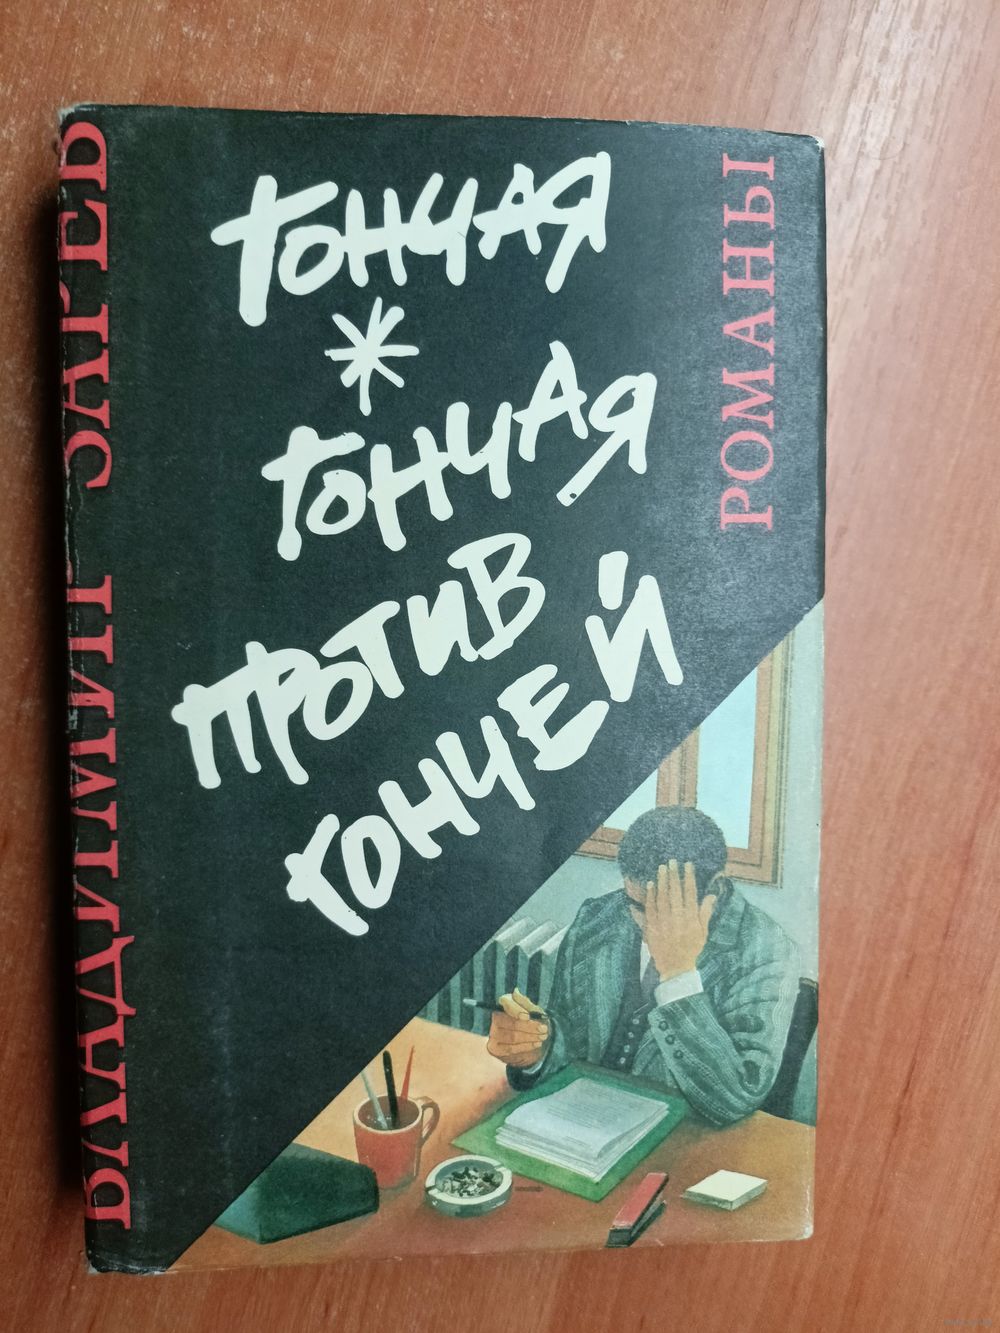 ВЛАДИМИР ЗАРЕВ
ГОНЧАЯ
*
ГОНЧАЯ
ПРОТИВ
ГОНЧЕЙ
РОМАНЫ